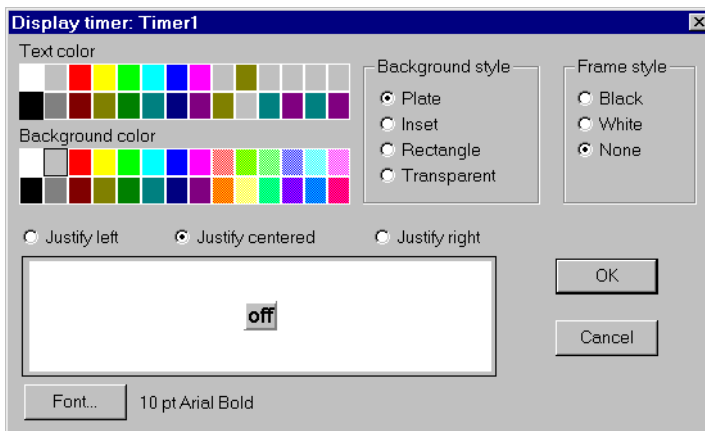 Display timer: Timer1
Text color
Background color
Background style
Plate
Inset
Rectangle
Transparent
Frame style
Black
White
None
Justify left
Justify centered
Justify right
off
OK
Cancel
Font...
10 pt Arial Bold